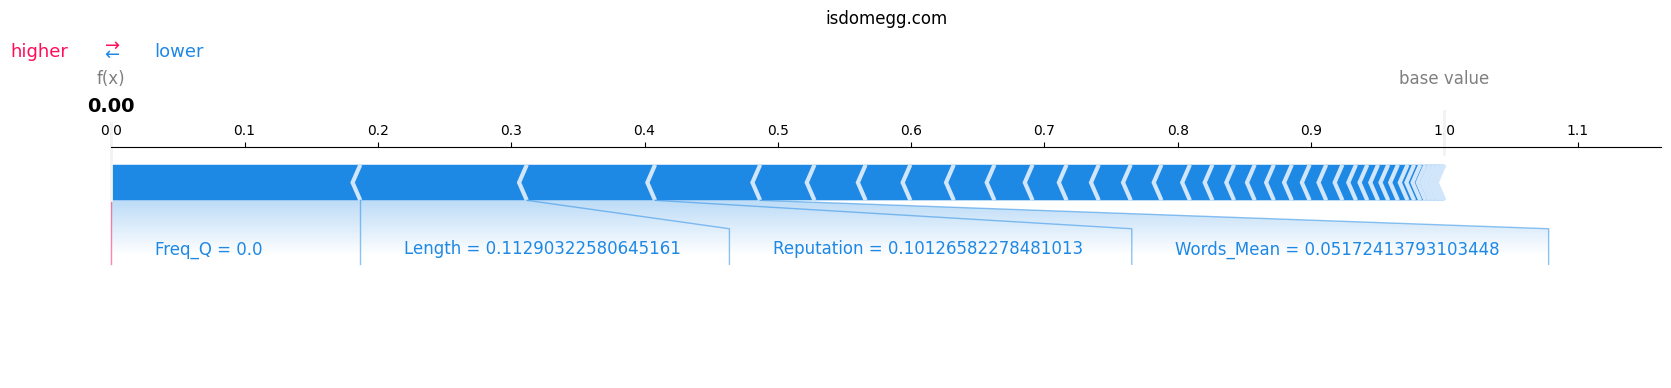 isdomegg.com
higher → ← lower
f(x) base value
0.00
0.0 0.1 0.2 0.3 0.4 0.5 0.6 0.7 0.8 0.9 1.0 1.1
Freq_Q = 0.0 Length = 0.11290322580645161 Reputation = 0.10126582278481013 Words_Mean = 0.05172413793103448